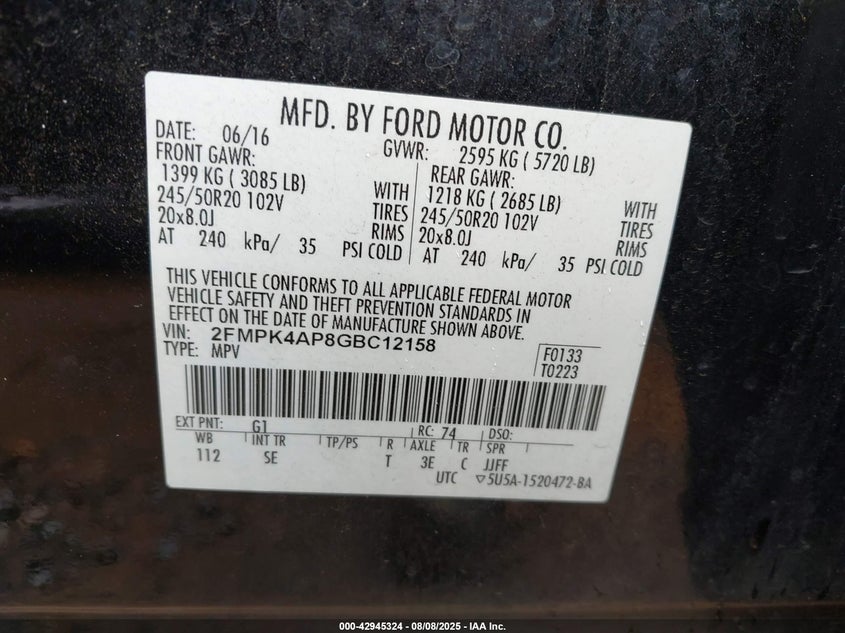 MFD. BY FORD MOTOR CO.
DATE: 06/16 GVWR: 2595 KG ( 5720 LB)
FRONT GAWR: REAR GAWR:
1399 KG ( 3085 LB) WITH 1218 KG ( 2685 LB) WITH
245/50R20 102V TIRES 245/50R20 102V TIRES
20x8.0J RIMS 20x8.0J RIMS
AT 240 kPa/ 35 PSI COLD AT 240 kPa/ 35 PSI COLD
THIS VEHICLE CONFORMS TO ALL APPLICABLE FEDERAL MOTOR
VEHICLE SAFETY AND THEFT PREVENTION STANDARDS IN
EFFECT ON THE DATE OF MANUFACTURE SHOWN ABOVE.
VIN: 2FMPK4AP8GBC12158
TYPE: MPV F0133
T0223
EXT PNT: G1 RC: 74 DSO:
WB INT TR TP/PS R AXLE TR SPR
112 SE T 3E C JJFF
UTC ▽5U5A-1520472-BA
000-42945324 | 08/08/2025 - IAA Inc.